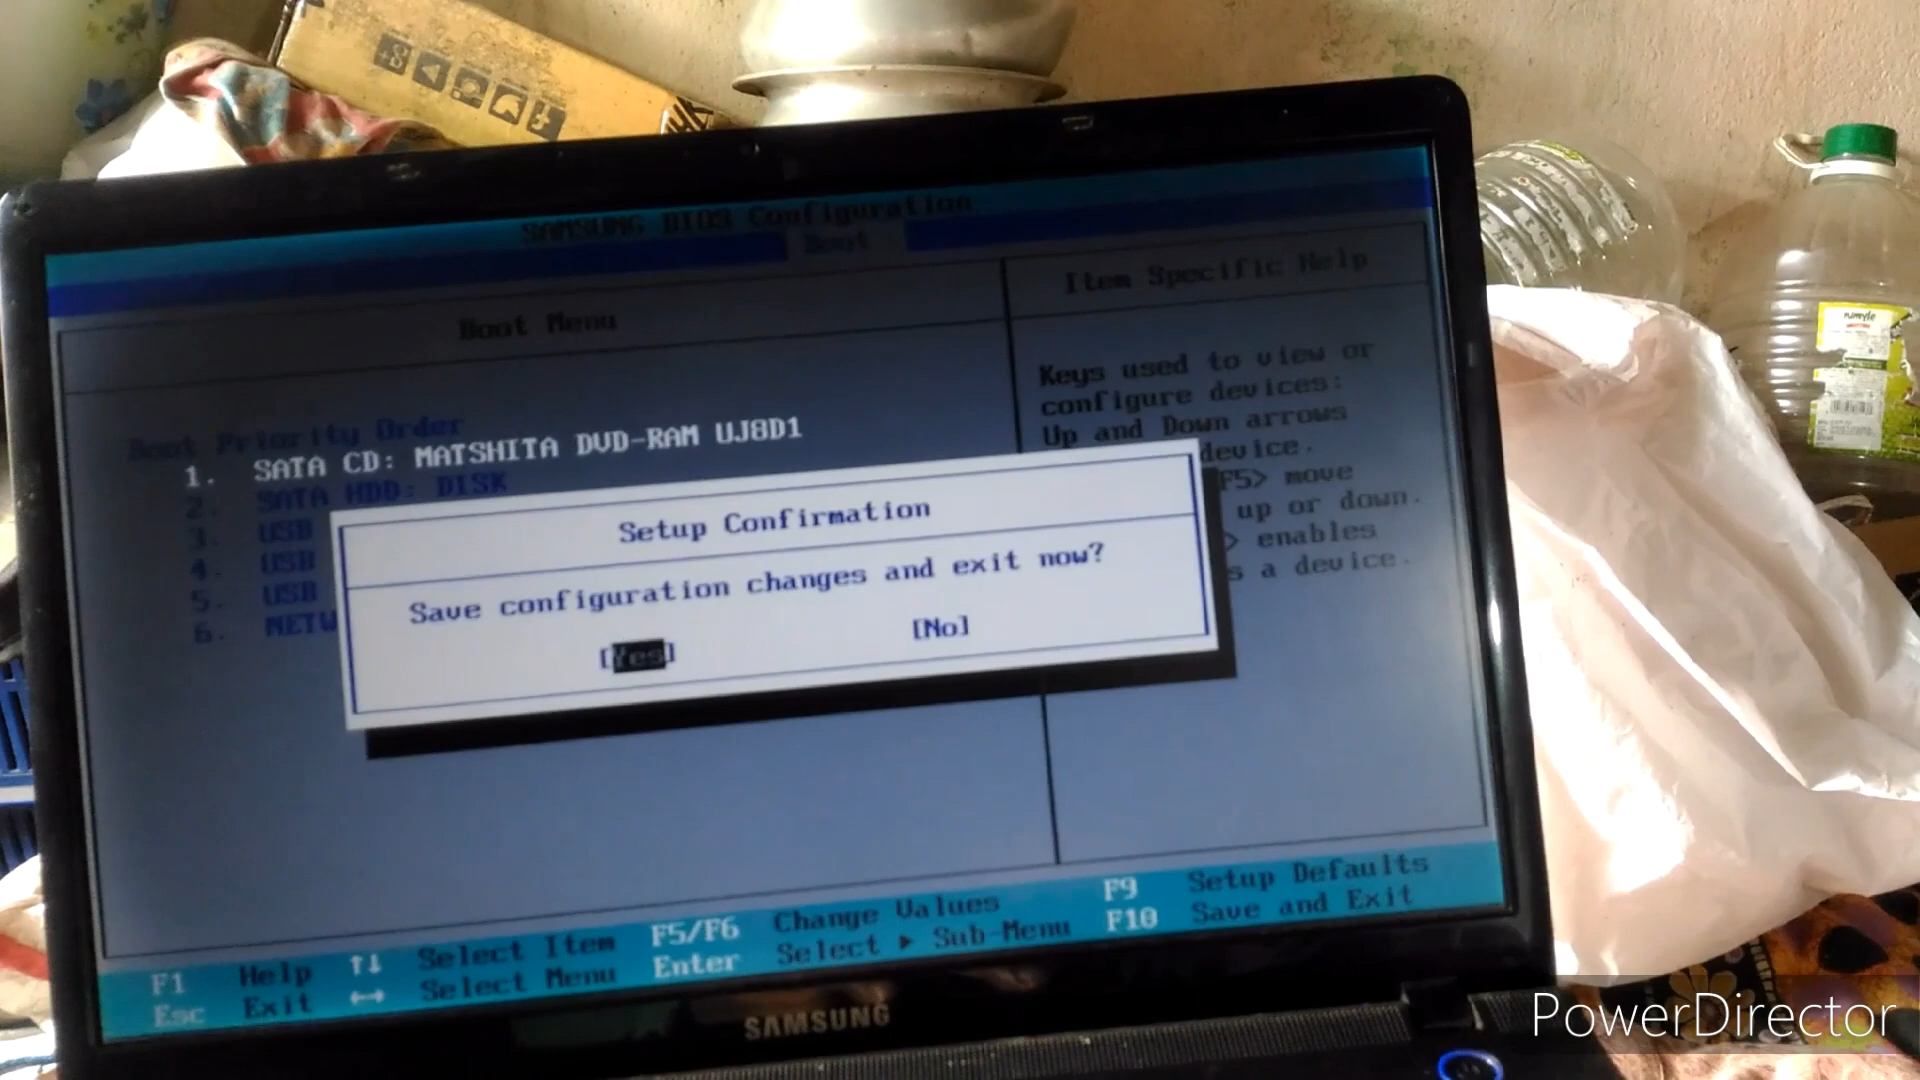 SAMSUNG BIOS Configuration
Boot
Boot Menu
Item Specific Help
Boot Priority Order
1. SATA CD: MATSHITA DVD-RAM UJ8D1
2. SATA HDD: DISK
3. USB
4. USB
5. USB
6. NETW
Keys used to view or
configure devices:
Up and Down arrows
device.
F5> move
up or down.
> enables
s a device.
Setup Confirmation
Save configuration changes and exit now?
[Yes] [No]
F1 Help ↑↓ Select Item F5/F6 Change Values F9 Setup Defaults
Esc Exit ↔ Select Menu Enter Select ▸ Sub-Menu F10 Save and Exit
SAMSUNG
PowerDirector